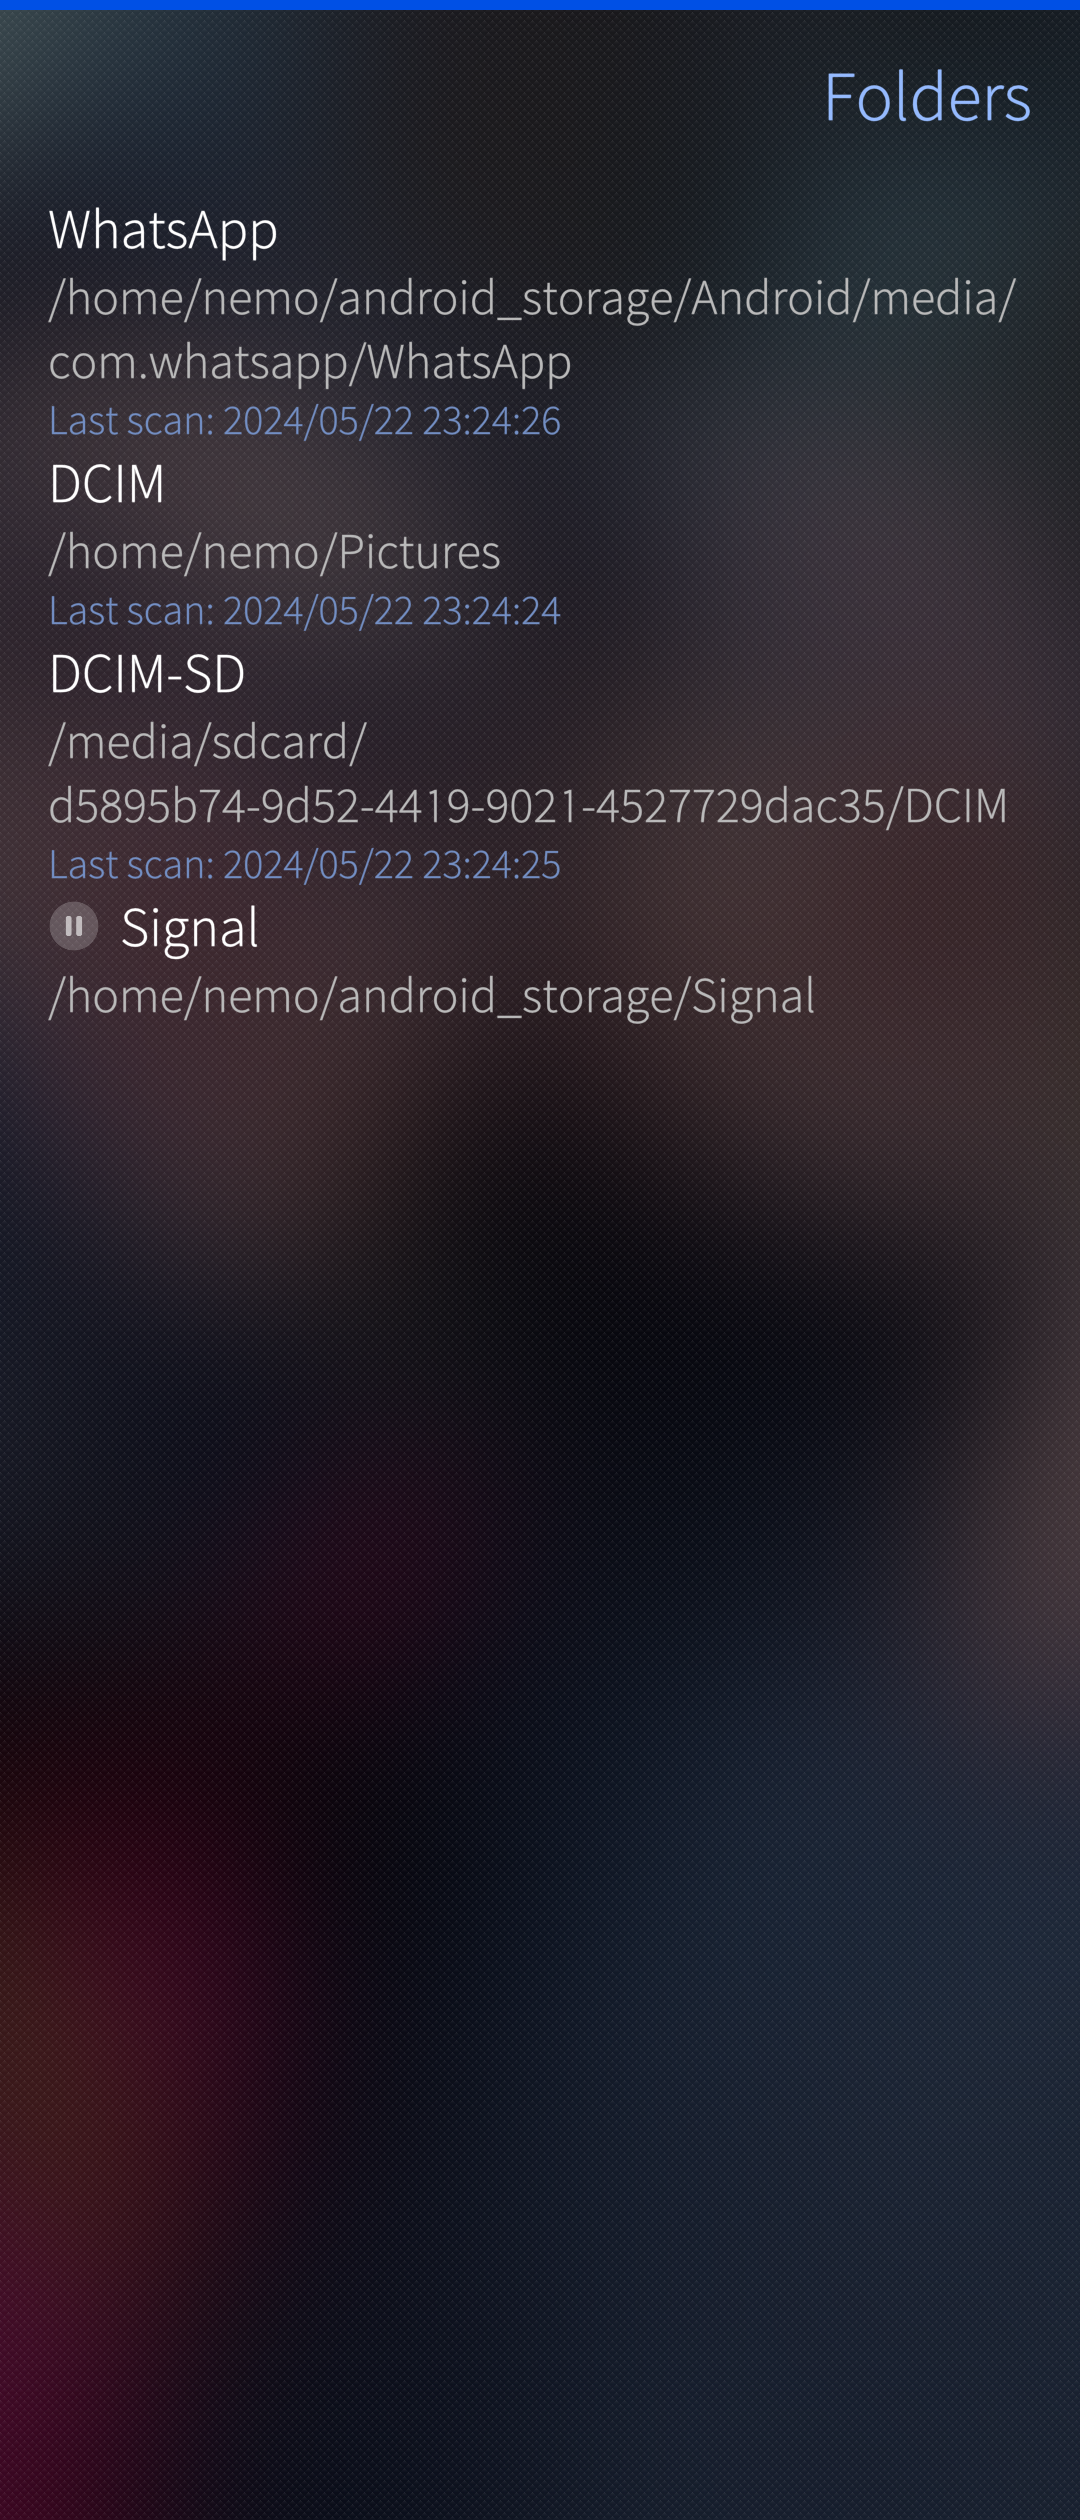 Folders
WhatsApp
/home/nemo/android_storage/Android/media/
com.whatsapp/WhatsApp
Last scan: 2024/05/22 23:24:26
DCIM
/home/nemo/Pictures
Last scan: 2024/05/22 23:24:24
DCIM-SD
/media/sdcard/
d5895b74-9d52-4419-9021-4527729dac35/DCIM
Last scan: 2024/05/22 23:24:25
Signal
/home/nemo/android_storage/Signal